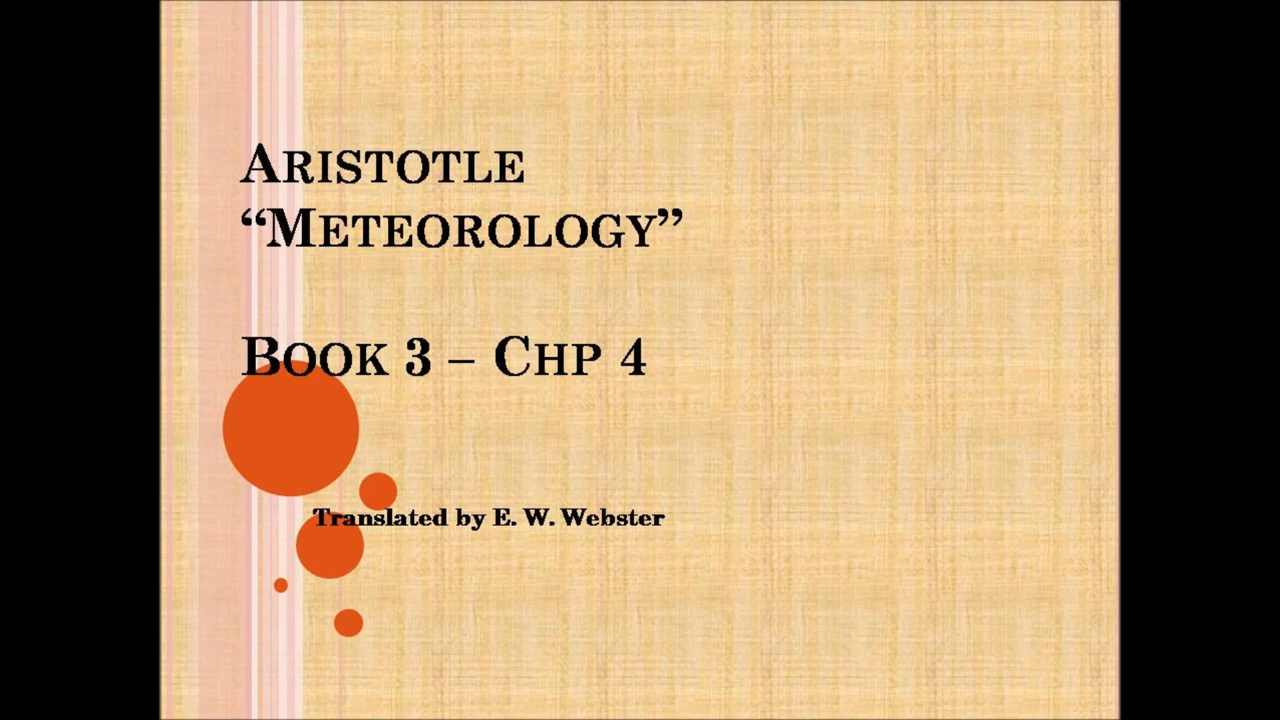 ARISTOTLE
“METEOROLOGY”
BOOK 3 – CHP 4
Translated by E. W. Webster